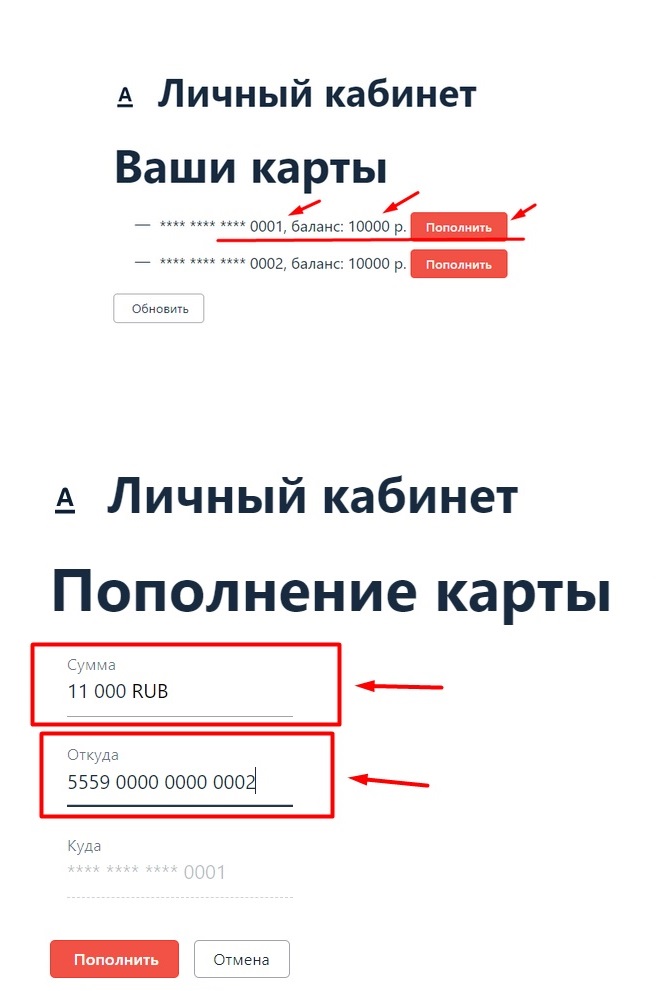 А Личный кабинет
Ваши карты
— **** **** **** 0001, баланс: 10000 р. Пополнить
— **** **** **** 0002, баланс: 10000 р. Пополнить
Обновить
А Личный кабинет
Пополнение карты
Сумма
11 000 RUB
Откуда
5559 0000 0000 0002
Куда
**** **** **** 0001
Пополнить Отмена